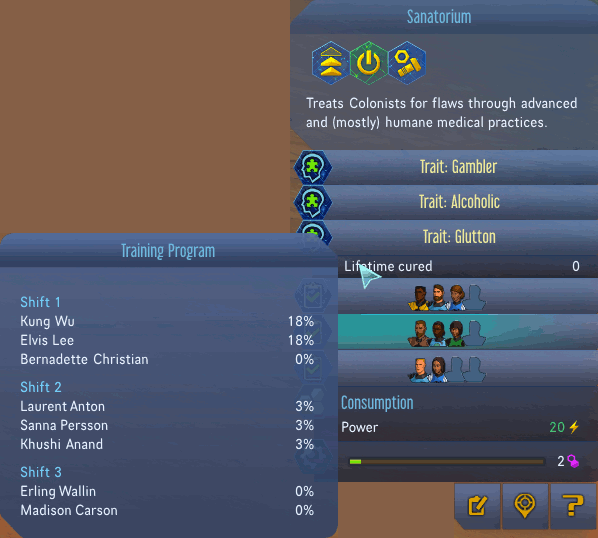 Sanatorium
Treats Colonists for flaws through advanced
and (mostly) humane medical practices.
Trait: Gambler
Trait: Alcoholic
Trait: Glutton
Lifetime cured 0
Consumption
Power 20
2
Training Program
Shift 1
Kung Wu 18%
Elvis Lee 18%
Bernadette Christian 0%
Shift 2
Laurent Anton 3%
Sanna Persson 3%
Khushi Anand 3%
Shift 3
Erling Wallin 0%
Madison Carson 0%